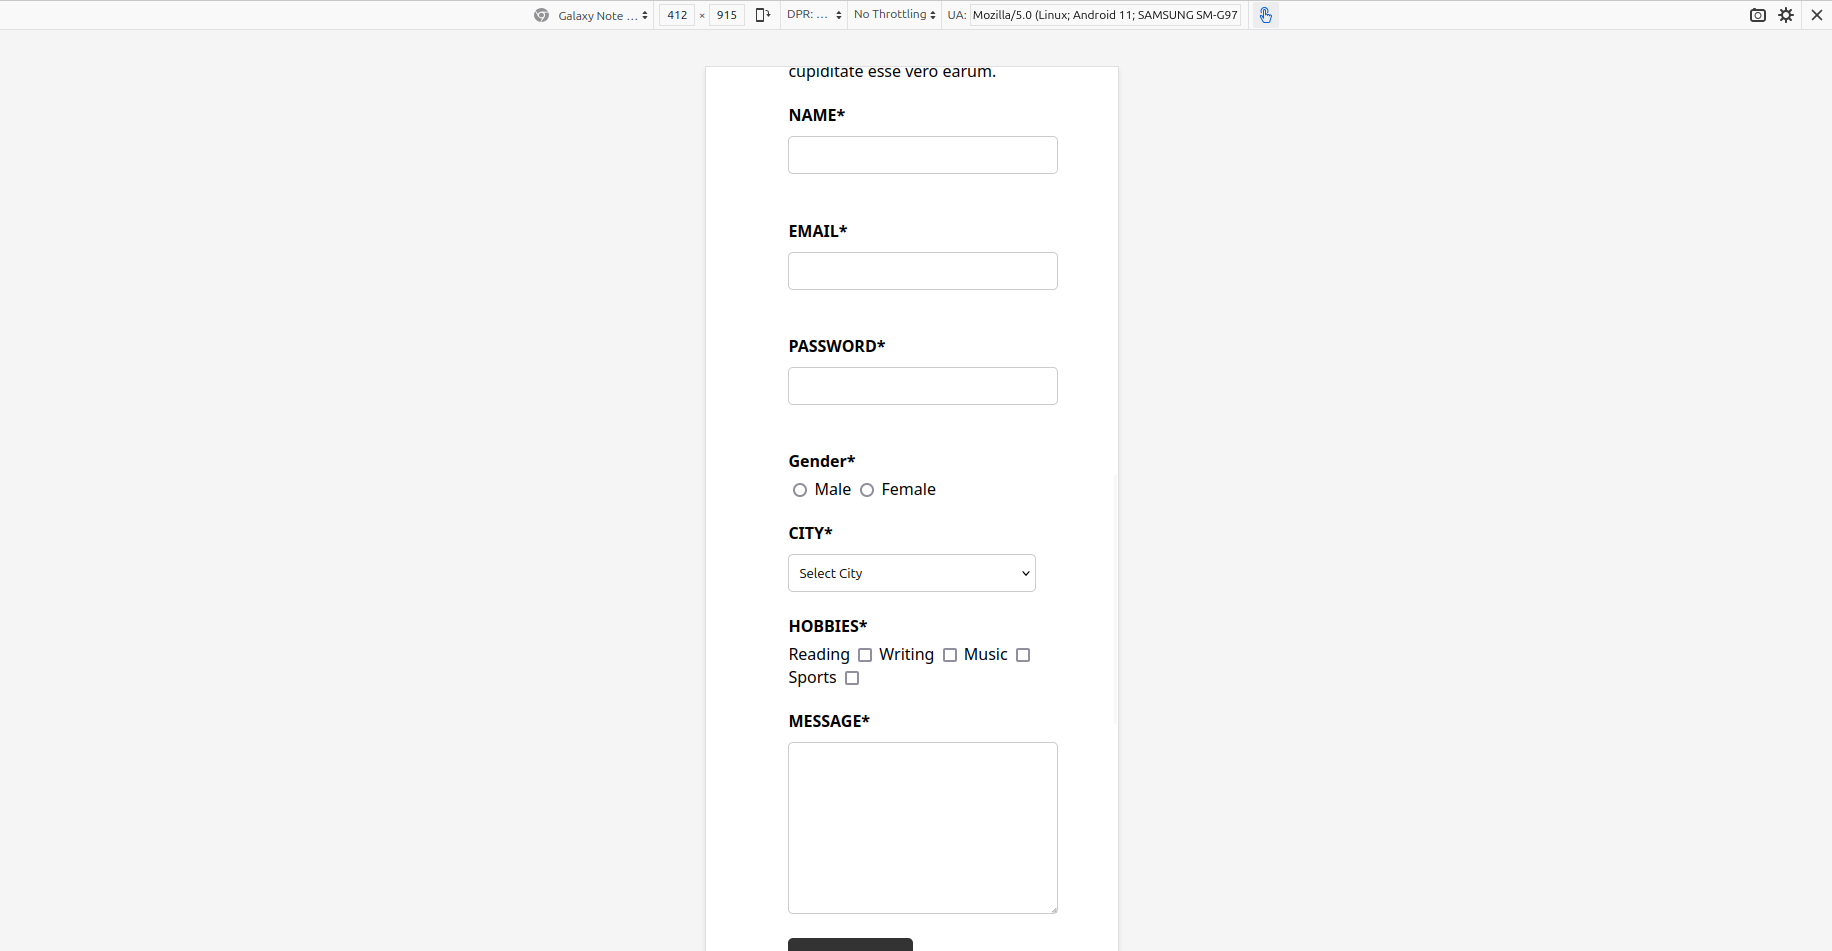 Galaxy Note ... 412 × 915 DPR: ... No Throttling UA: Mozilla/5.0 (Linux; Android 11; SAMSUNG SM-G97
cupiditate esse vero earum.
NAME*
EMAIL*
PASSWORD*
Gender*
Male Female
CITY*
Select City
HOBBIES*
Reading Writing Music
Sports
MESSAGE*